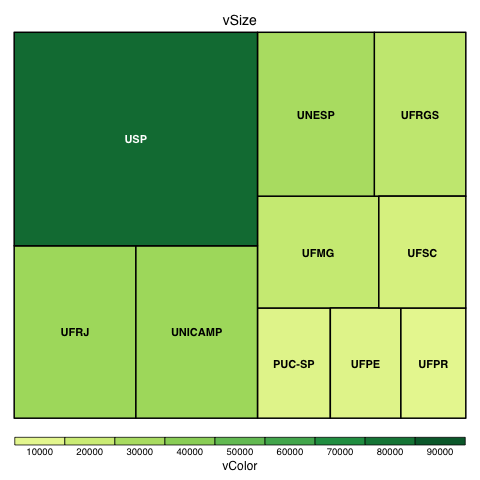 vSize
USP
UNESP
UFRGS
UFMG
UFSC
UFRJ
UNICAMP
PUC-SP
UFPE
UFPR
10000 20000 30000 40000 50000 60000 70000 80000 90000
vColor